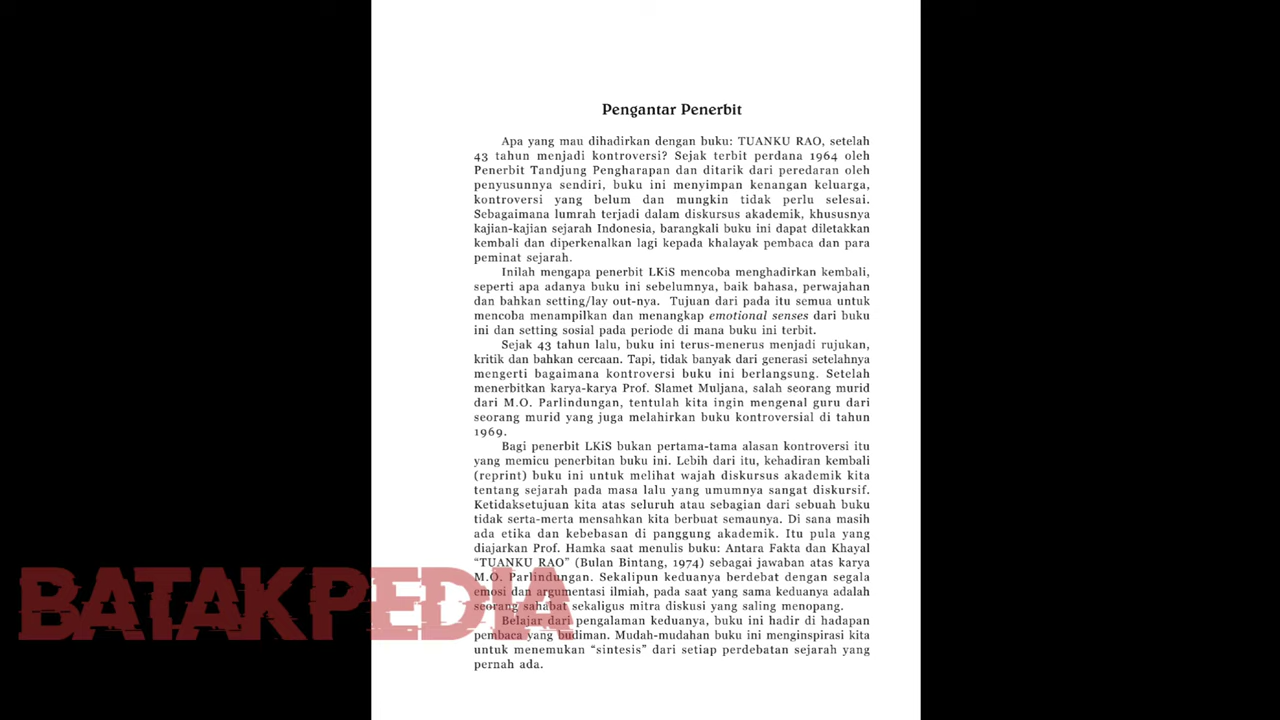 Pengantar Penerbit
Apa yang mau dihadirkan dengan buku: TUANKU RAO, setelah
43 tahun menjadi kontroversi? Sejak terbit perdana 1964 oleh
Penerbit Tandjung Pengharapan dan ditarik dari peredaran oleh
penyusunnya sendiri, buku ini menyimpan kenangan keluarga,
kontroversi yang belum dan mungkin tidak perlu selesai.
Sebagaimana lumrah terjadi dalam diskursus akademik, khususnya
kajian-kajian sejarah Indonesia, barangkali buku ini dapat diletakkan
kembali dan diperkenalkan lagi kepada khalayak pembaca dan para
peminat sejarah.
Inilah mengapa penerbit LKiS mencoba menghadirkan kembali,
seperti apa adanya buku ini sebelumnya, baik bahasa, perwajahan
dan bahkan setting/lay out-nya. Tujuan dari pada itu semua untuk
mencoba menampilkan dan menangkap emotional senses dari buku
ini dan setting sosial pada periode di mana buku ini terbit.
Sejak 43 tahun lalu, buku ini terus-menerus menjadi rujukan,
kritik dan bahkan cercaan. Tapi, tidak banyak dari generasi setelahnya
mengerti bagaimana kontroversi buku ini berlangsung. Setelah
menerbitkan karya-karya Prof. Slamet Muljana, salah seorang murid
dari M.O. Parlindungan, tentulah kita ingin mengenal guru dari
seorang murid yang juga melahirkan buku kontroversial di tahun
1969.
Bagi penerbit LKiS bukan pertama-tama alasan kontroversi itu
yang memicu penerbitan buku ini. Lebih dari itu, kehadiran kembali
(reprint) buku ini untuk melihat wajah diskursus akademik kita
tentang sejarah pada masa lalu yang umumnya sangat diskursif.
Ketidaksetujuan kita atas seluruh atau sebagian dari sebuah buku
tidak serta-merta mensahkan kita berbuat semaunya. Di sana masih
ada etika dan kebebasan di panggung akademik. Itu pula yang
diajarkan Prof. Hamka saat menulis buku: Antara Fakta dan Khayal
“TUANKU RAO” (Bulan Bintang, 1974) sebagai jawaban atas karya
M.O. Parlindungan. Sekalipun keduanya berdebat dengan segala
emosi dan argumentasi ilmiah, pada saat yang sama keduanya adalah
seorang sahabat sekaligus mitra diskusi yang saling menopang.
Belajar dari pengalaman keduanya, buku ini hadir di hadapan
pembaca yang budiman. Mudah-mudahan buku ini menginspirasi kita
untuk menemukan “sintesis” dari setiap perdebatan sejarah yang
pernah ada.
BATAKPEDIA